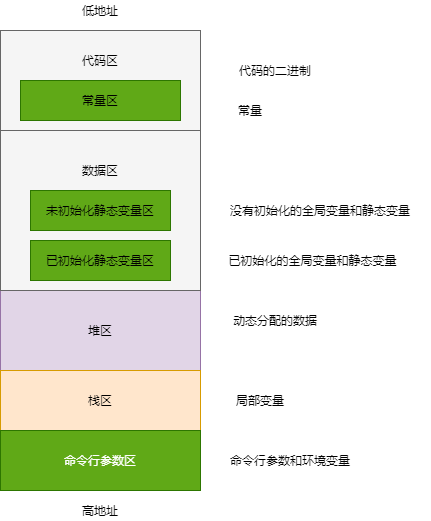 低地址
代码区
代码的二进制
常量区
常量
数据区
未初始化静态变量区
没有初始化的全局变量和静态变量
已初始化静态变量区
已初始化的全局变量和静态变量
堆区
动态分配的数据
栈区
局部变量
命令行参数区
命令行参数和环境变量
高地址